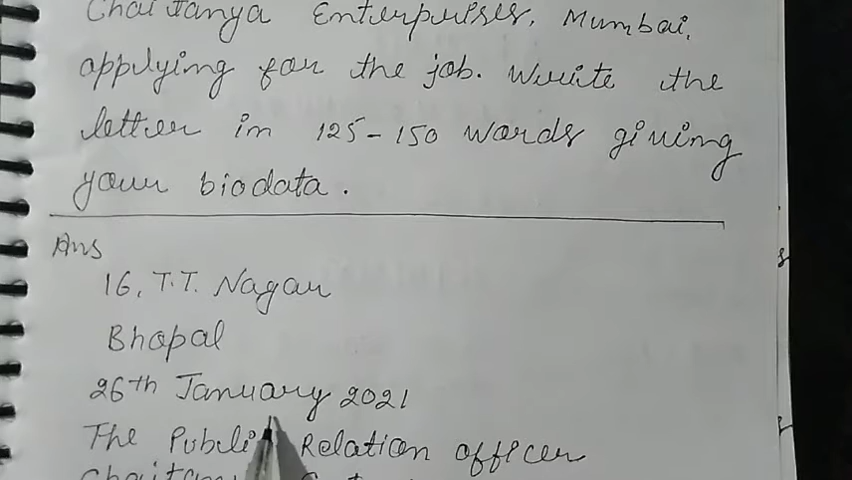 Chaitanya Enterprises, Mumbai,
applying for the job. Write the
letter in 125-150 words giving
your biodata.
Ans
16, T.T. Nagar
Bhopal
26th January 2021
The Public Relation officer